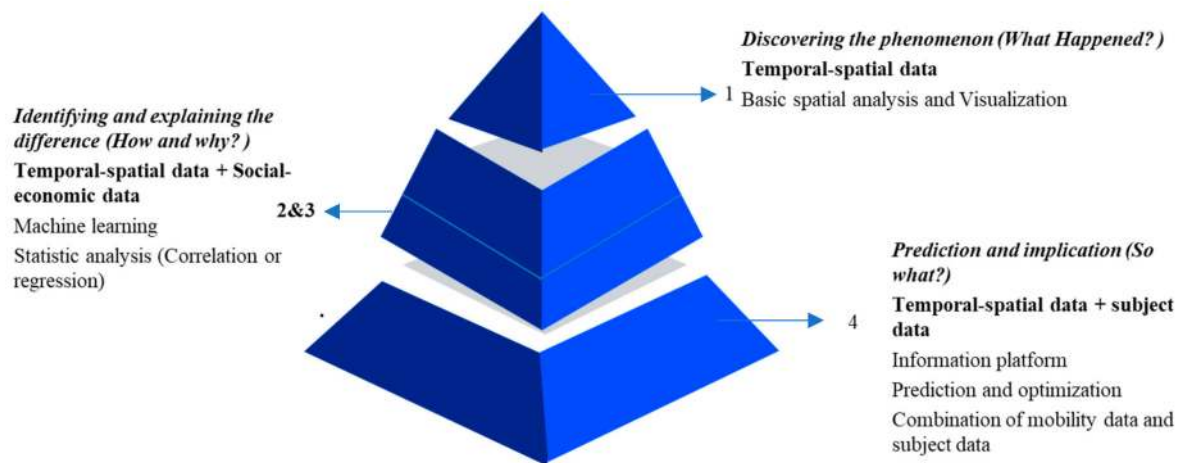 Discovering the phenomenon (What Happened? )
Temporal-spatial data
1
Basic spatial analysis and Visualization
Identifying and explaining the
difference (How and why? )
Temporal-spatial data + Social-
economic data
2&3
Machine learning
Statistic analysis (Correlation or
regression)
.
Prediction and implication (So
what?)
Temporal-spatial data + subject
data
4
Information platform
Prediction and optimization
Combination of mobility data and
subject data